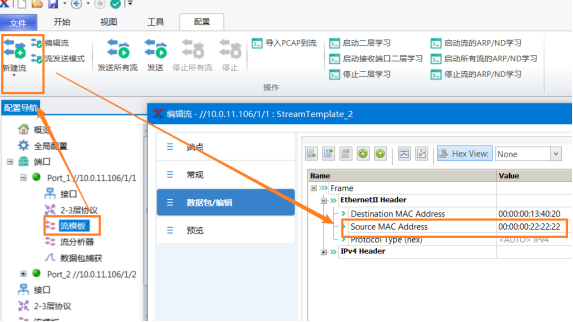 文件 开始 视图 工具 配置
新建流 编辑流 流发送模式 发送所有流 发送 停止所有流 停止 导入PCAP到流 启动二层学习 启动接收端口二层学习 停止二层学习 启动流的ARP/ND学习 启动所有流的ARP/ND学习 停止流的ARP/ND学习
操作
配置导航
概览
全局配置
端口
Port_1 //10.0.11.106/1/1
接口
2-3层协议
流模板
流分析器
数据包捕获
Port_2 //10.0.11.106/1/2
接口
2-3层协议
流模板
编辑流 - //10.0.11.106/1/1 : StreamTemplate_2
端点
常规
数据包/编辑
预览
Hex View: None
Name Value
Frame
EthernetII Header
Destination MAC Address 00:00:00:13:40:20
Source MAC Address 00:00:00:22:22:22
Protocol Type (hex) <AUTO> IPv4
IPv4 Header